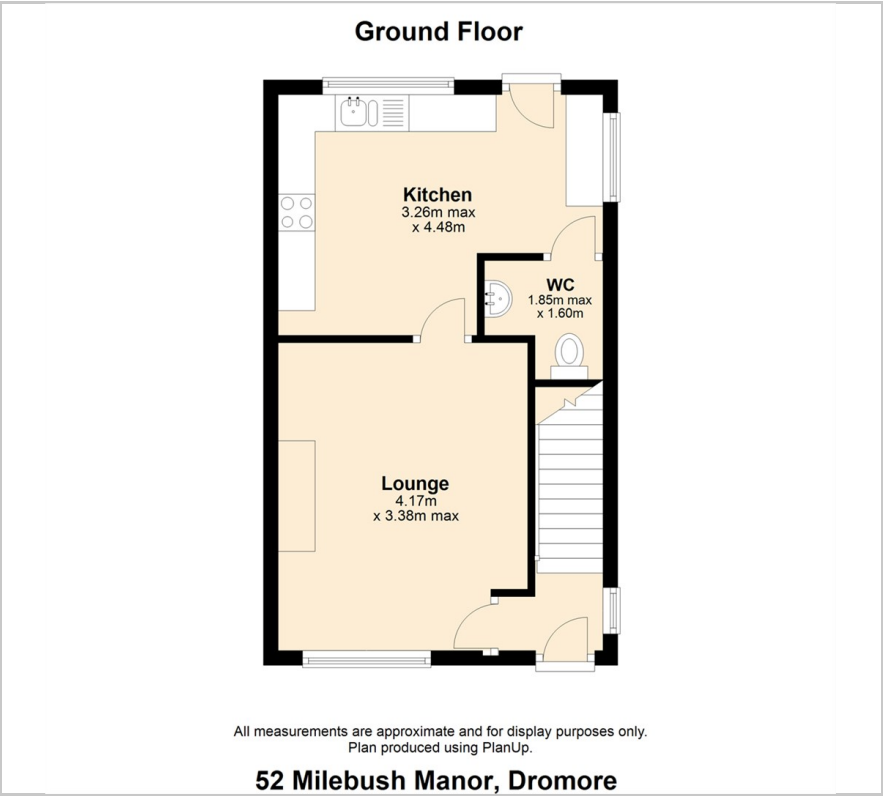 Ground Floor
Kitchen
3.26m max
x 4.48m
WC
1.85m max
x 1.60m
Lounge
4.17m
x 3.38m max
All measurements are approximate and for display purposes only.
Plan produced using PlanUp.
52 Milebush Manor, Dromore